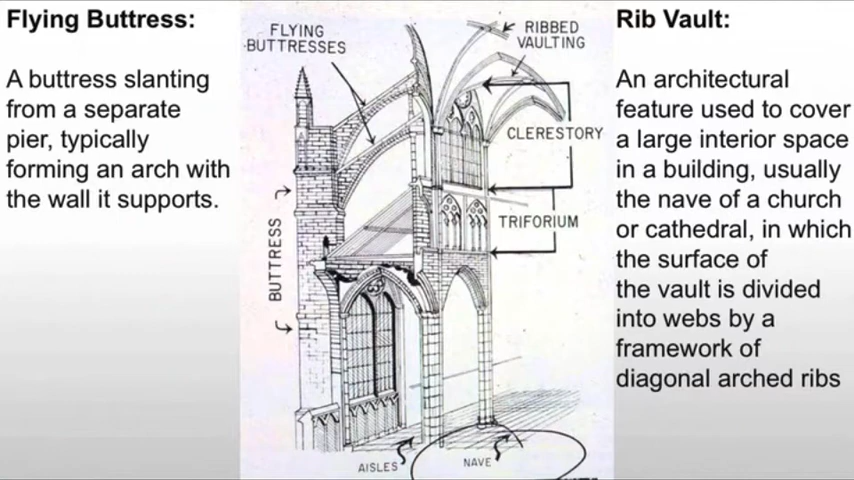 Flying Buttress:
A buttress slanting
from a separate
pier, typically
forming an arch with
the wall it supports.
FLYING
BUTTRESSES
RIBBED
VAULTING
CLERESTORY
TRIFORIUM
BUTTRESS
AISLES
NAVE
Rib Vault:
An architectural
feature used to cover
a large interior space
in a building, usually
the nave of a church
or cathedral, in which
the surface of
the vault is divided
into webs by a
framework of
diagonal arched ribs